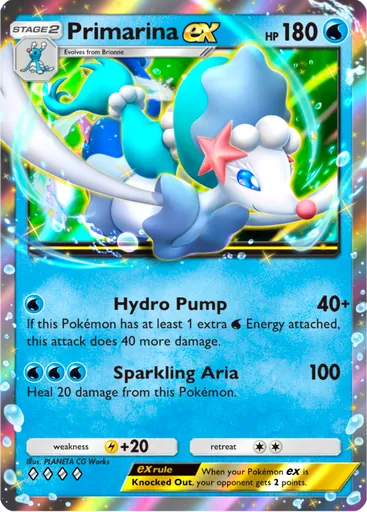 STAGE 2 Primarina ex HP 180
Evolves from Brionne
Hydro Pump 40+
If this Pokémon has at least 1 extra Energy attached,
this attack does 40 more damage.
Sparkling Aria 100
Heal 20 damage from this Pokémon.
weakness +20 retreat
Illus. PLANETA CG Works
ex rule When your Pokémon ex is
Knocked Out, your opponent gets 2 points.